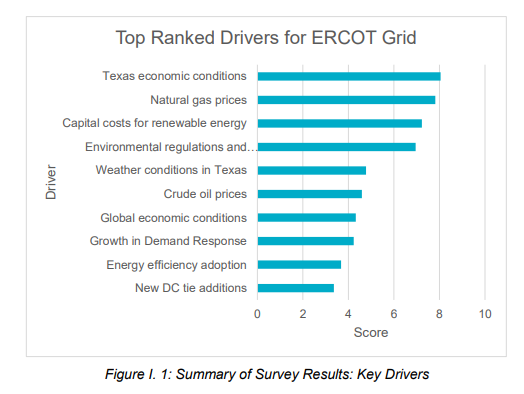 Top Ranked Drivers for ERCOT Grid
Texas economic conditions
Natural gas prices
Capital costs for renewable energy
Environmental regulations and...
Weather conditions in Texas
Crude oil prices
Global economic conditions
Growth in Demand Response
Energy efficiency adoption
New DC tie additions
Driver
0 2 4 6 8 10
Score
Figure I. 1: Summary of Survey Results: Key Drivers